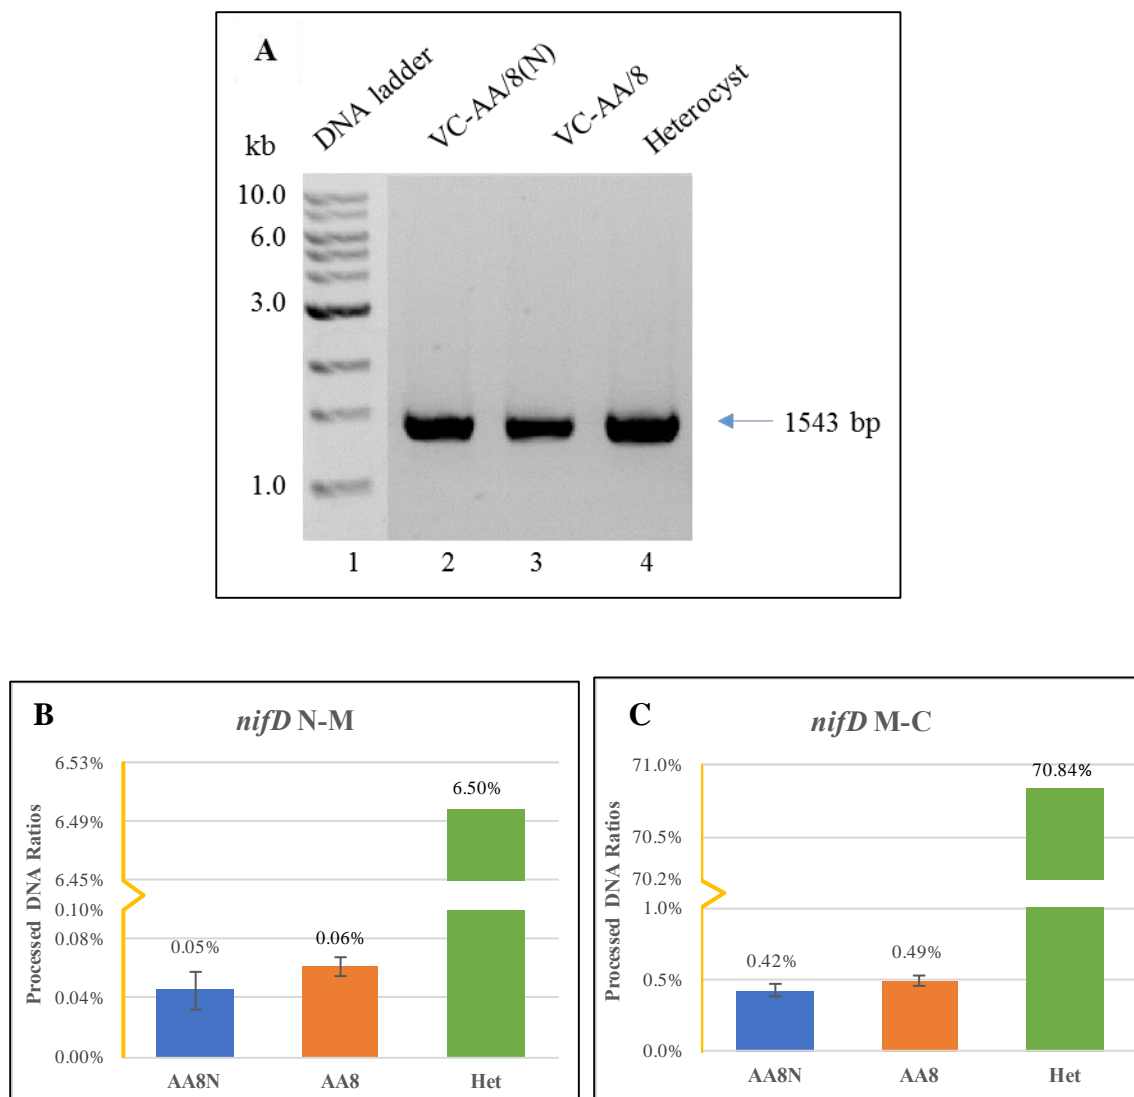 A
DNA ladder
VC-AA/8(N)
VC-AA/8
Heterocyst
kb
10.0
6.0
3.0
1.0
1543 bp
1 2 3 4
B
nifD N-M
Processed DNA Ratios
6.53%
6.49%
6.45%
0.10%
0.08%
0.04%
0.00%
0.05%
0.06%
6.50%
AA8N AA8 Het
C
nifD M-C
Processed DNA Ratios
71.0%
70.5%
70.2%
1.0%
0.5%
0.0%
0.42%
0.49%
70.84%
AA8N AA8 Het